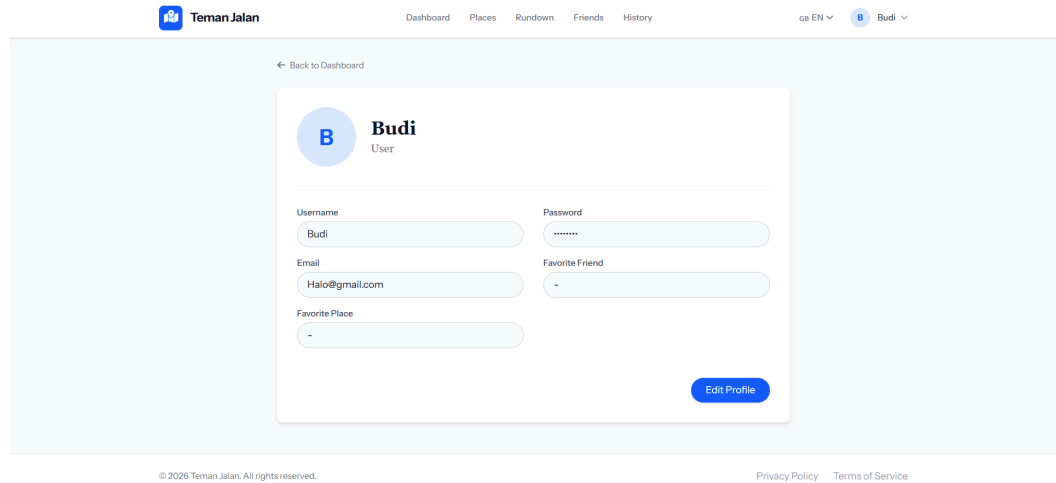 Teman Jalan Dashboard Places Rundown Friends History GB EN B Budi
← Back to Dashboard
B Budi
User
Username Password
Budi ········
Email Favorite Friend
Halo@gmail.com -
Favorite Place
-
Edit Profile
© 2026 Teman Jalan. All rights reserved. Privacy Policy Terms of Service